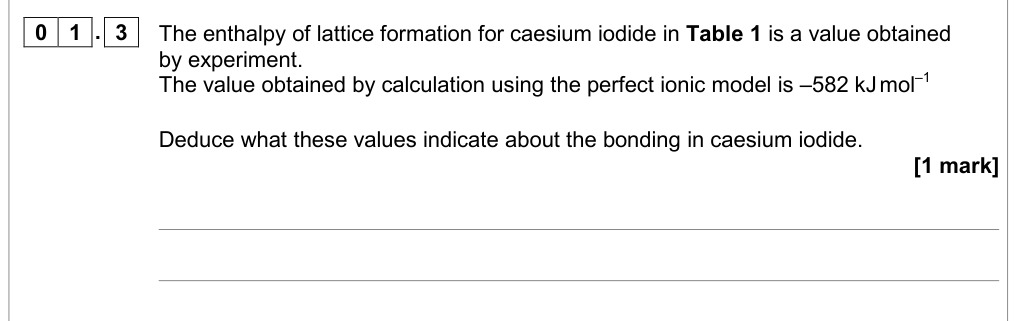 0 1 . 3 The enthalpy of lattice formation for caesium iodide in Table 1 is a value obtained
by experiment.
The value obtained by calculation using the perfect ionic model is –582 kJ mol⁻¹
Deduce what these values indicate about the bonding in caesium iodide.
[1 mark]